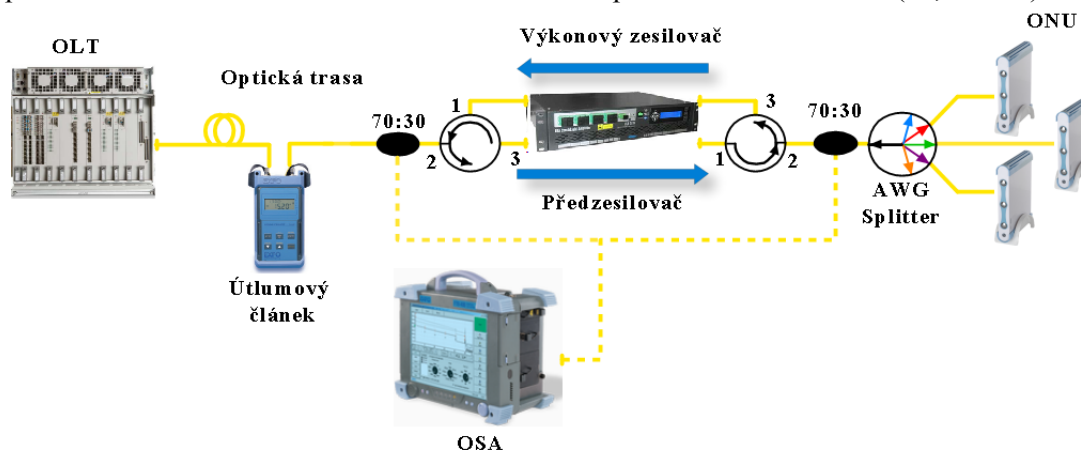 ONU
OLT
Výkonový zesilovač
Optická trasa
70:30
1
3
70:30
2
3
1
2
Předzesilovač
AWG
Splitter
Útlumový
článek
OSA